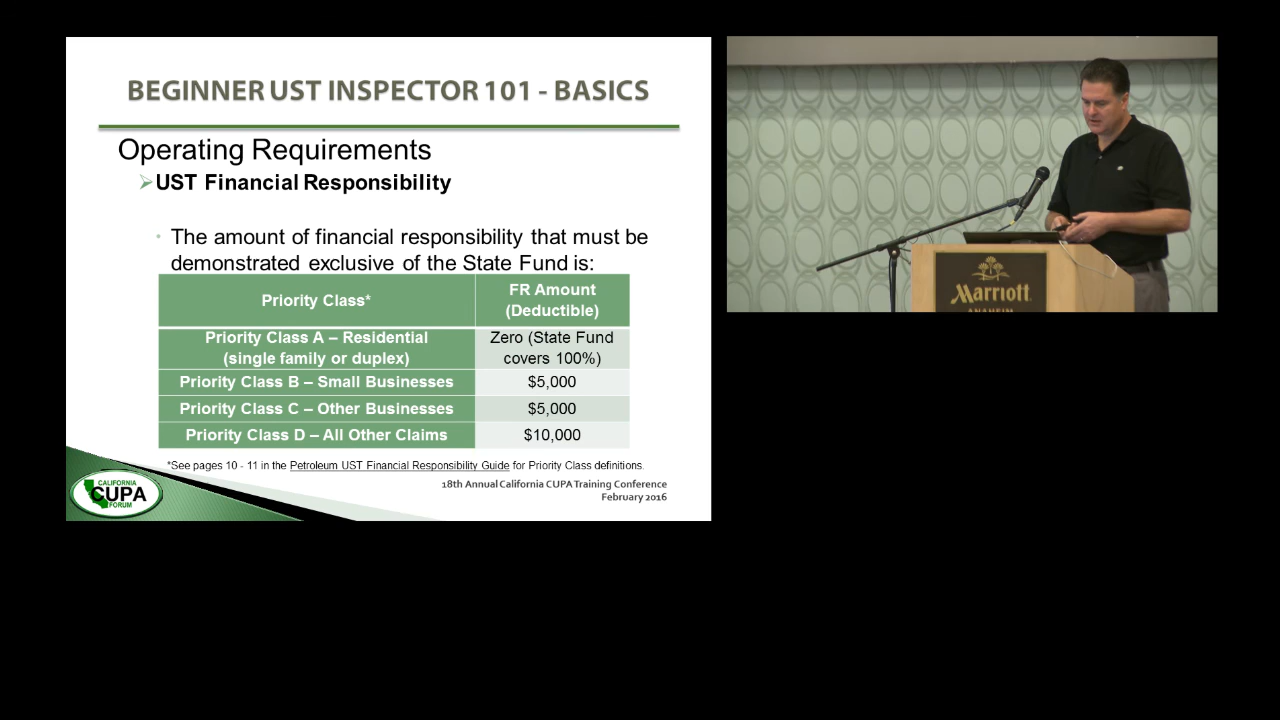 BEGINNER UST INSPECTOR 101 - BASICS
Operating Requirements
UST Financial Responsibility
The amount of financial responsibility that must be
demonstrated exclusive of the State Fund is:
Priority Class*
FR Amount
(Deductible)
Priority Class A – Residential
(single family or duplex)
Zero (State Fund
covers 100%)
Priority Class B – Small Businesses
$5,000
Priority Class C – Other Businesses
$5,000
Priority Class D – All Other Claims
$10,000
*See pages 10 - 11 in the Petroleum UST Financial Responsibility Guide for Priority Class definitions.
18th Annual California CUPA Training Conference
February 2016
CALIFORNIA
CUPA
FORUM
Marriott
ANAHEIM